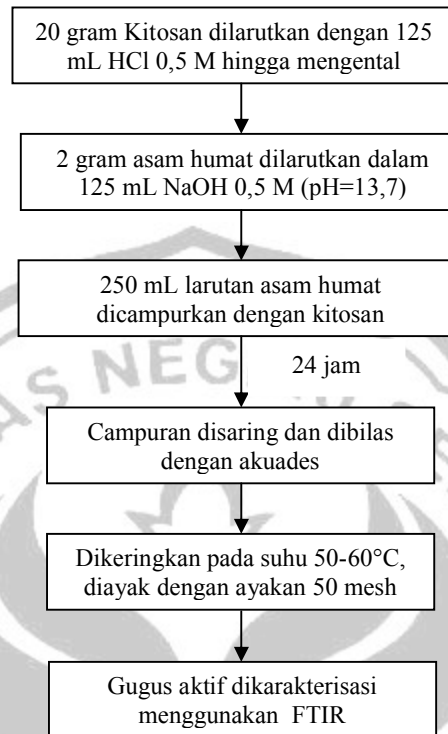 20 gram Kitosan dilarutkan dengan 125
mL HCl 0,5 M hingga mengental
2 gram asam humat dilarutkan dalam
125 mL NaOH 0,5 M (pH=13,7)
250 mL larutan asam humat
dicampurkan dengan kitosan
24 jam
AS NEG
Campuran disaring dan dibilas
dengan akuades
Dikeringkan pada suhu 50-60°C,
diayak dengan ayakan 50 mesh
Gugus aktif dikarakterisasi
menggunakan FTIR